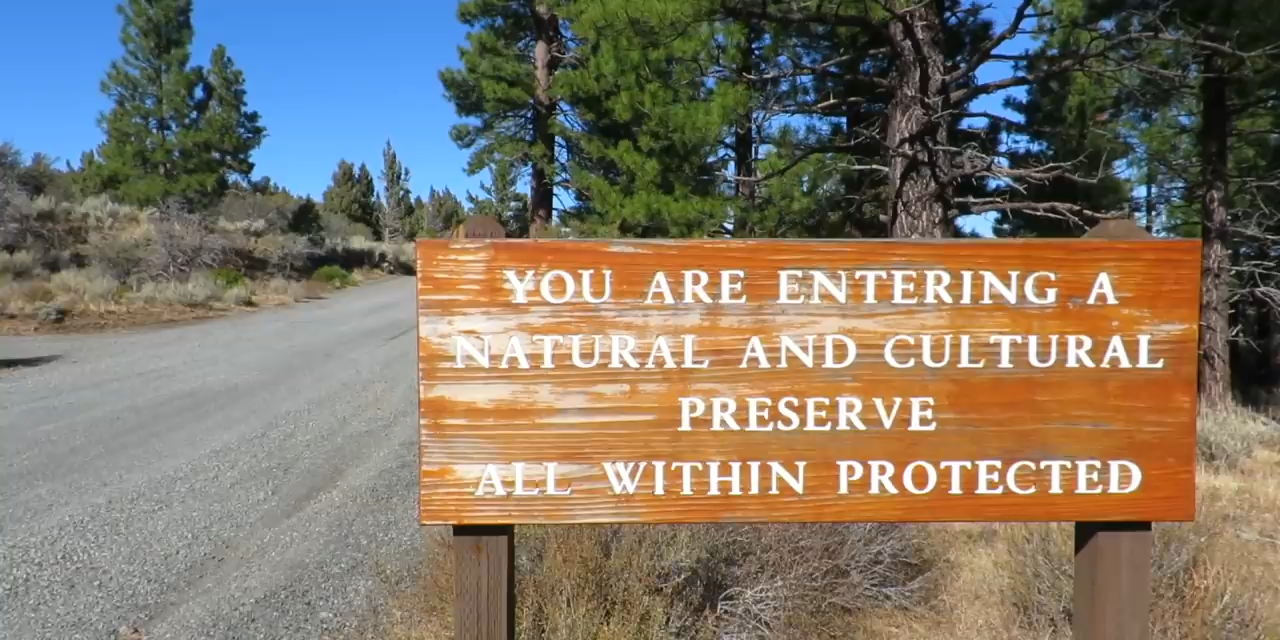 YOU ARE ENTERING A
NATURAL AND CULTURAL
PRESERVE
ALL WITHIN PROTECTED